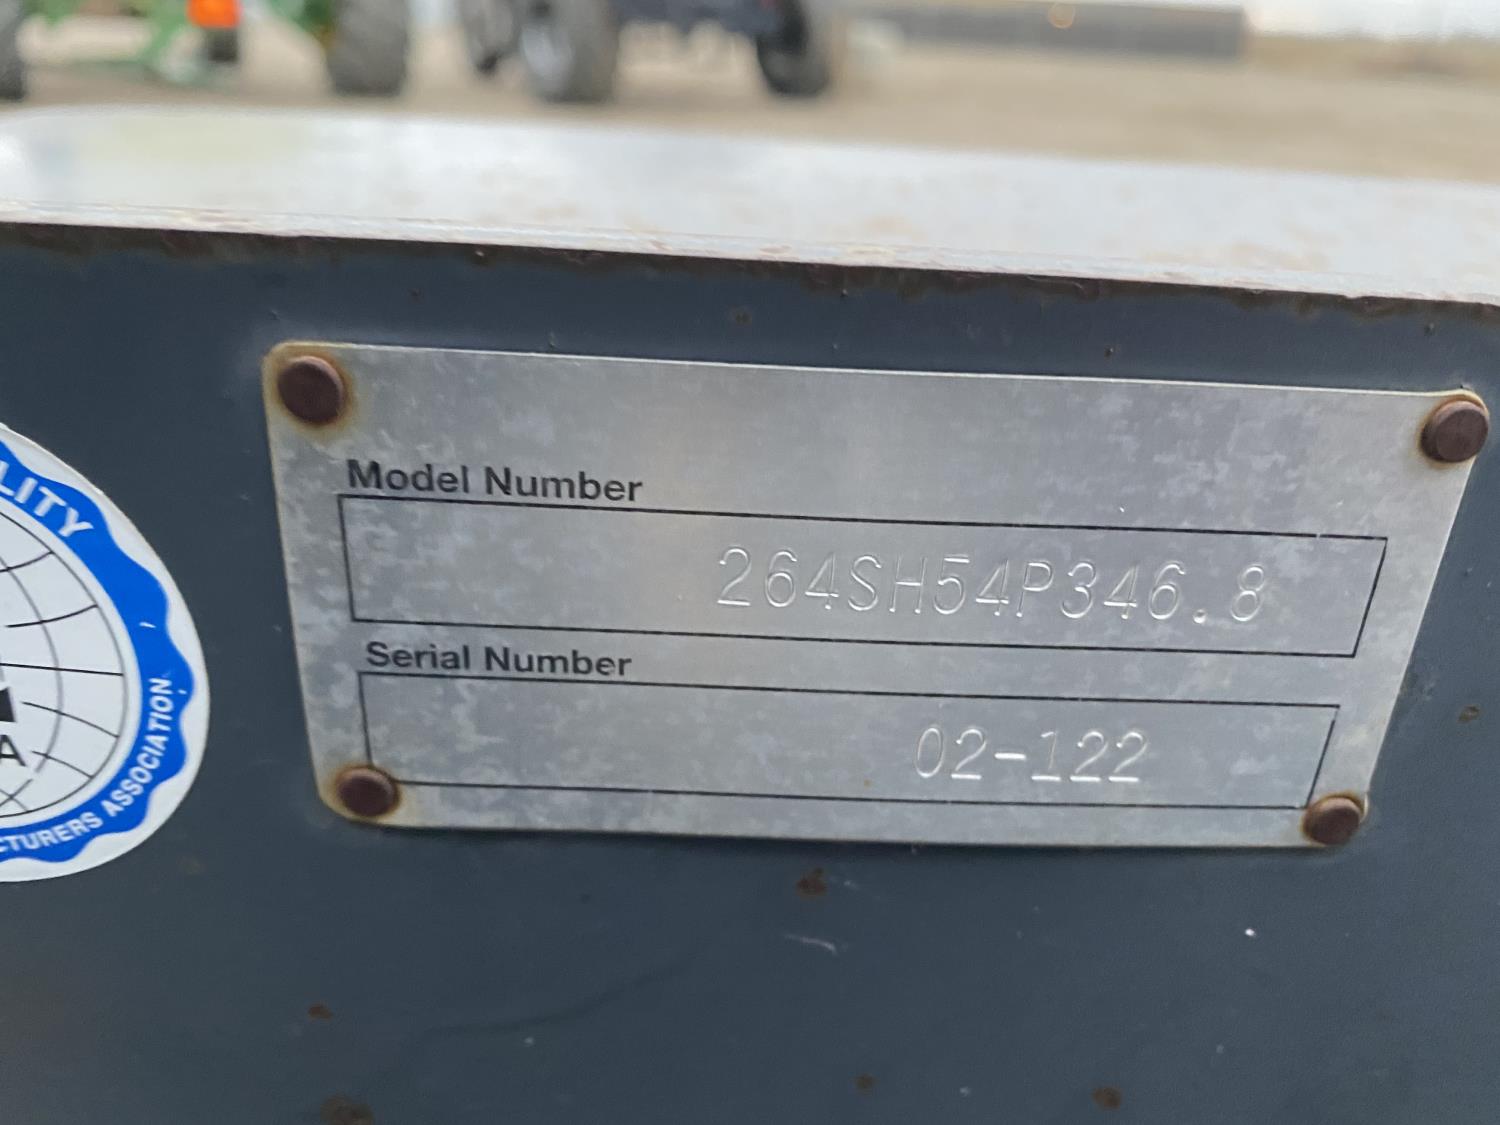 Model Number
264SH54P346.8
Serial Number
02-122
LITY
A
CTURERS ASSOCIATION